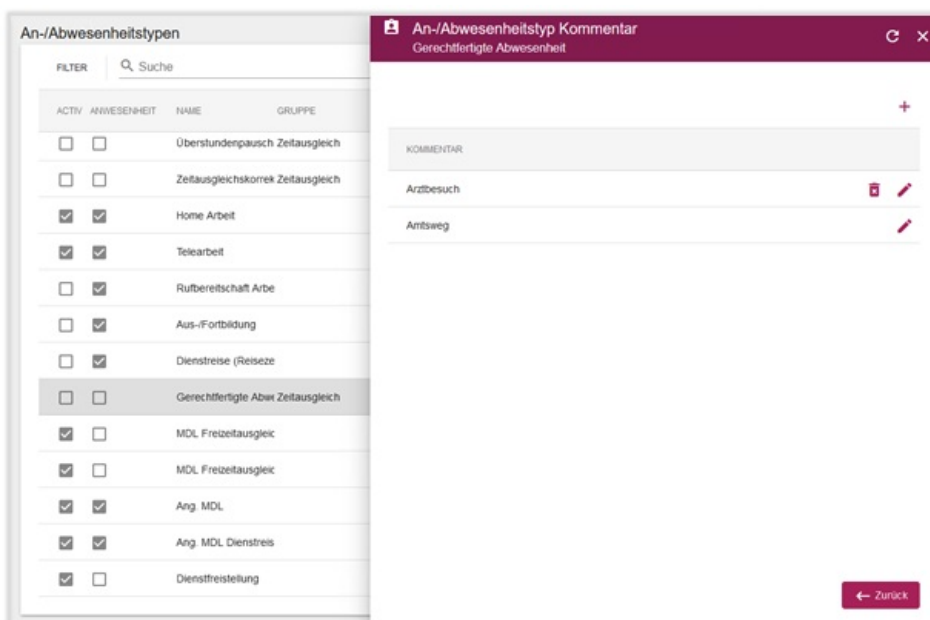 An-/Abwesenheitstypen
FILTER Suche
ACTIV ANWESENHEIT NAME GRUPPE
Überstundenpausch Zeitausgleich
Zeitausgleichskorrek Zeitausgleich
Home Arbeit
Telearbeit
Rufbereitschaft Arbe
Aus-/Fortbildung
Dienstreise (Reiseze
Gerechtfertigte Abwe Zeitausgleich
MDL Freizeitausgleic
MDL Freizeitausgleic
Ang. MDL
Ang. MDL Dienstreis
Dienstfreistellung
An-/Abwesenheitstyp Kommentar
Gerechtfertigte Abwesenheit
KOMMENTAR
Arztbesuch
Amtsweg
Zurück